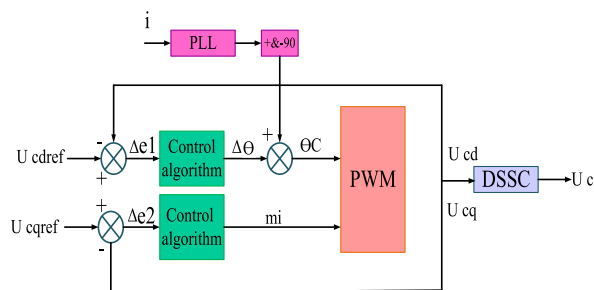 i
PLL
+&-90
-
Δe1
Control
algorithm
Δθ
+
θC
U cdref
+
PWM
U cd
DSSC
U c
U cq
+
U cqref
Δe2
Control
algorithm
mi
-